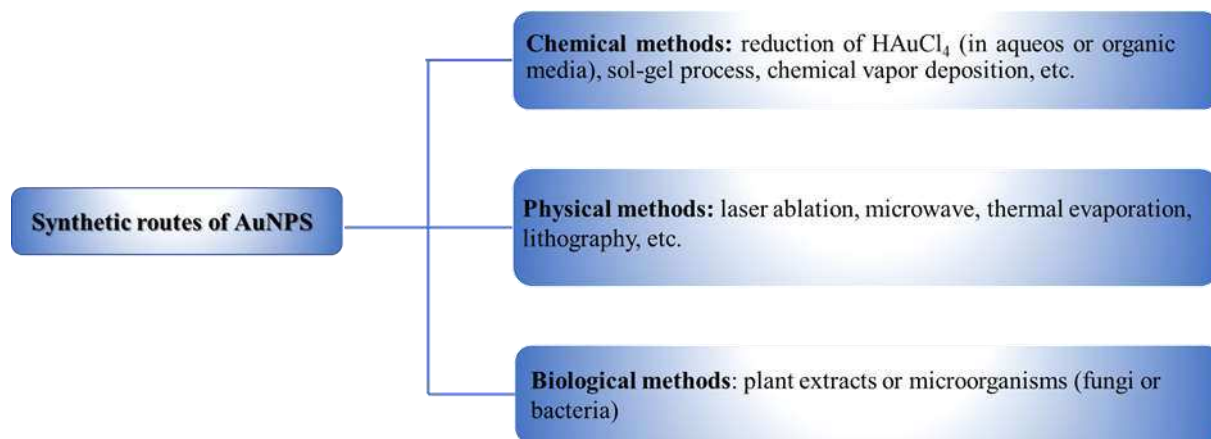 Chemical methods: reduction of HAuCl₄ (in aqueos or organic
media), sol-gel process, chemical vapor deposition, etc.
Synthetic routes of AuNPS
Physical methods: laser ablation, microwave, thermal evaporation,
lithography, etc.
Biological methods: plant extracts or microorganisms (fungi or
bacteria)